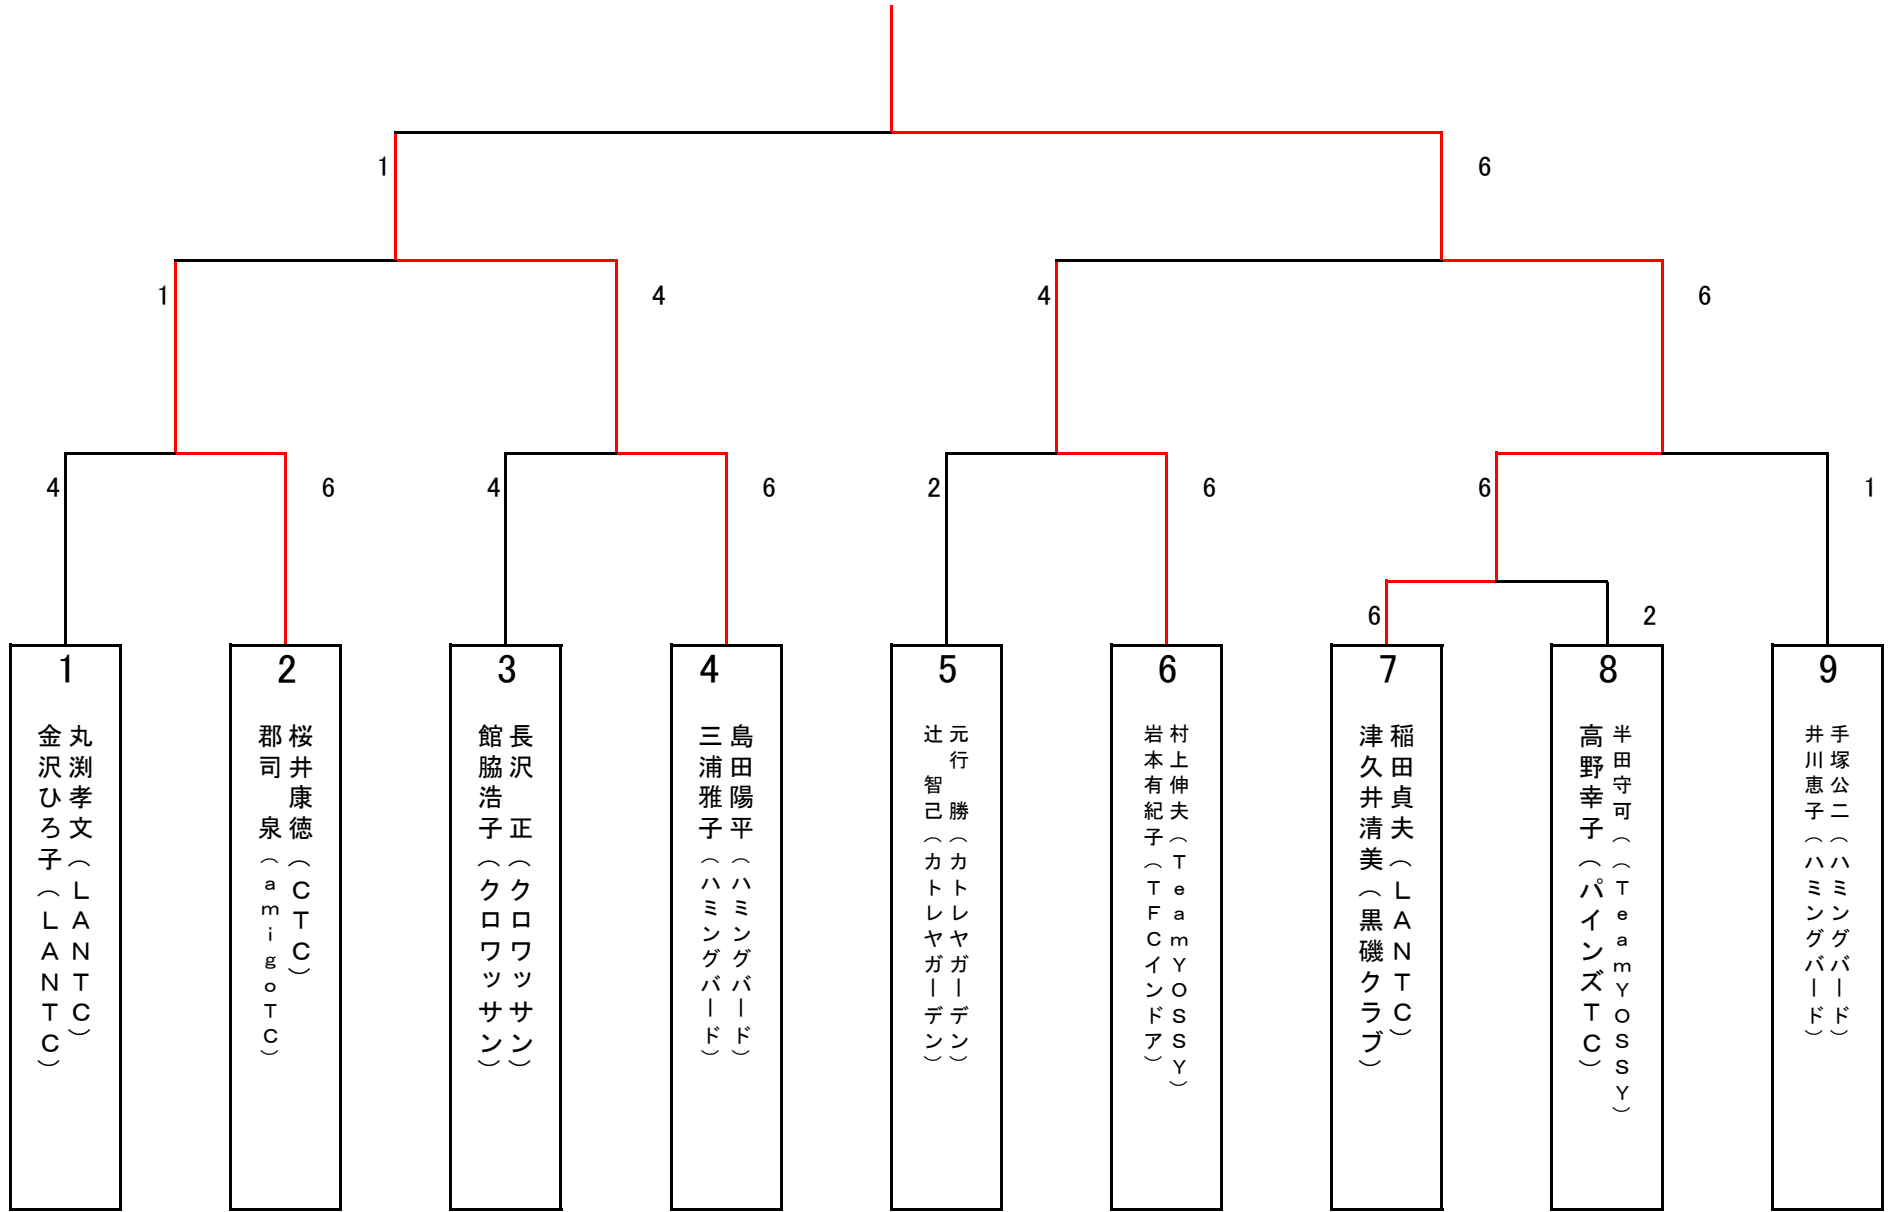 1
6
1
4
4
6
4
6
4
6
2
6
6
1
6
2
1
丸渕孝文（LANTC）
金沢ひろ子（LANTC）
2
桜井康徳（CTC）
郡司　泉（amigoTC）
3
長沢　正（クロワッサン）
館脇浩子（クロワッサン）
4
島田陽平（ハミングバード）
三浦雅子（ハミングバード）
5
元行　勝（カトレヤガーデン）
辻　智己（カトレヤガーデン）
6
村上伸夫（TeamYOSSY）
岩本有紀子（TFCインドア）
7
稲田貞夫（LANTC）
津久井清美（黒磯クラブ）
8
半田守可（（TeamYOSSY）
高野幸子（パインズTC）
9
手塚公二（ハミングバード）
井川恵子（ハミングバード）